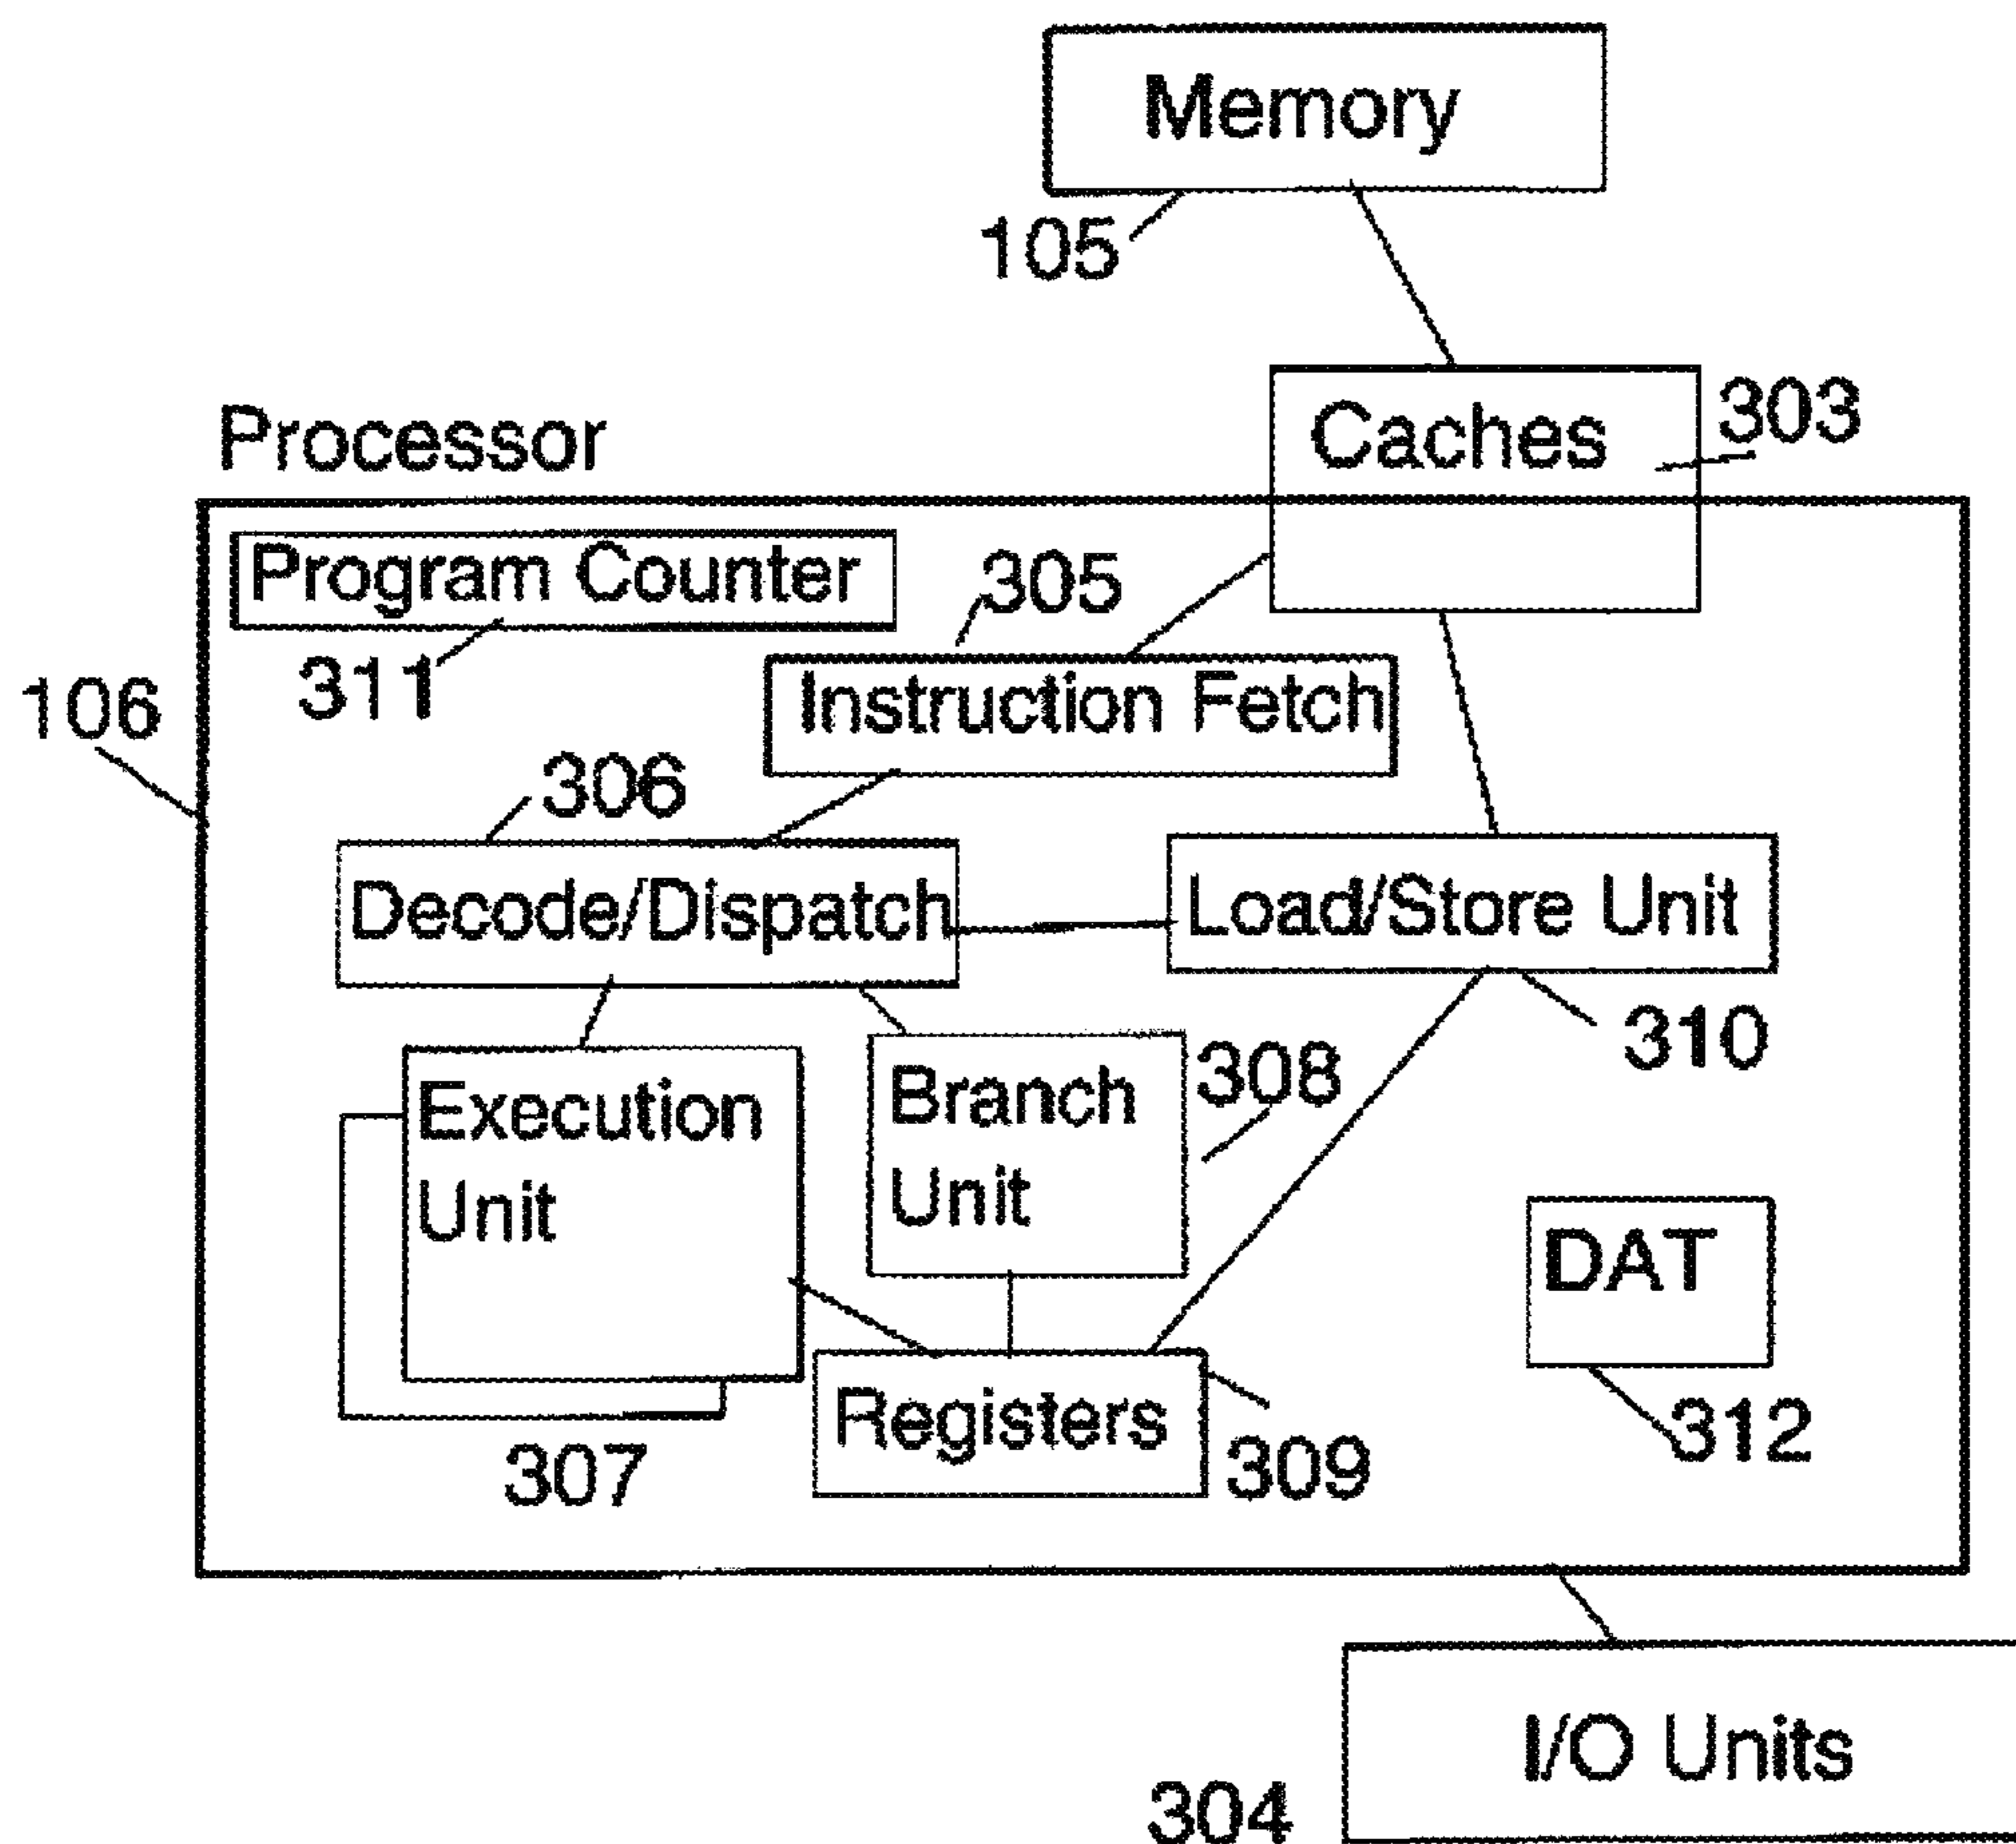 Memory
105
Caches
303
Processor
Program Counter
305
311
Instruction Fetch
106
306
Decode/Dispatch
Load/Store Unit
310
Execution
Unit
Branch
Unit
308
DAT
Registers
312
307
309
I/O Units
304